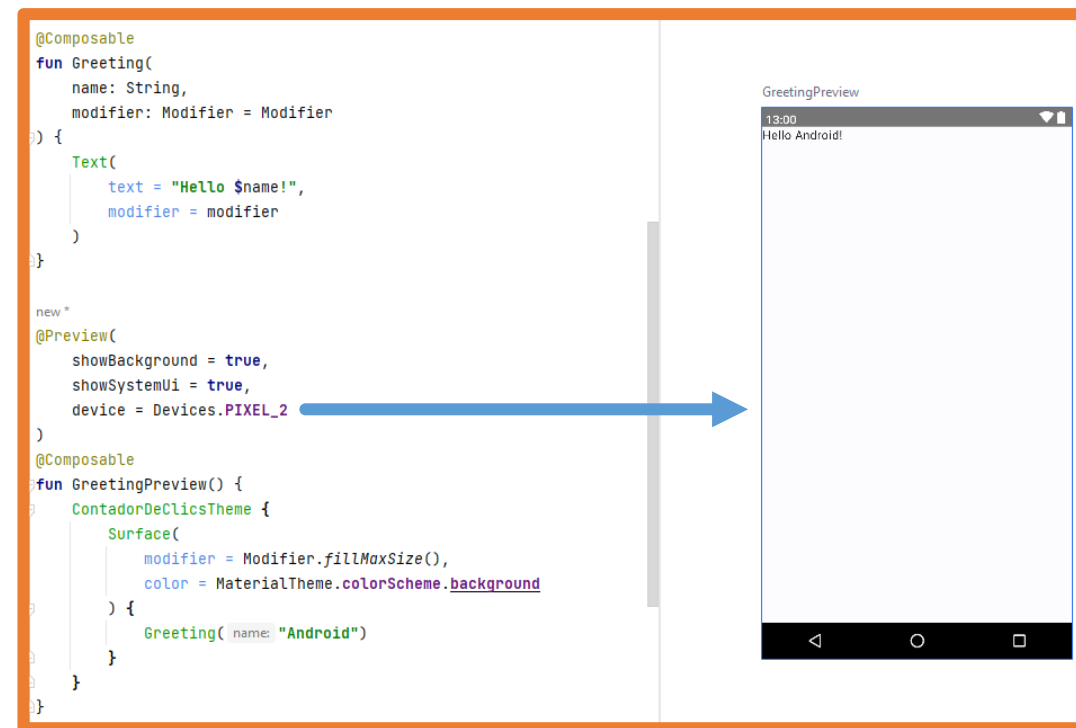 @Composable
fun Greeting(
    name: String,
    modifier: Modifier = Modifier
) {
    Text(
        text = "Hello $name!",
        modifier = modifier
    )
}
new *
@Preview(
    showBackground = true,
    showSystemUi = true,
    device = Devices.PIXEL_2
)
@Composable
fun GreetingPreview() {
    ContadorDeClicsTheme {
        Surface(
            modifier = Modifier.fillMaxSize(),
            color = MaterialTheme.colorScheme.background
        ) {
            Greeting( name: "Android")
        }
    }
}
GreetingPreview
13:00
Hello Android!